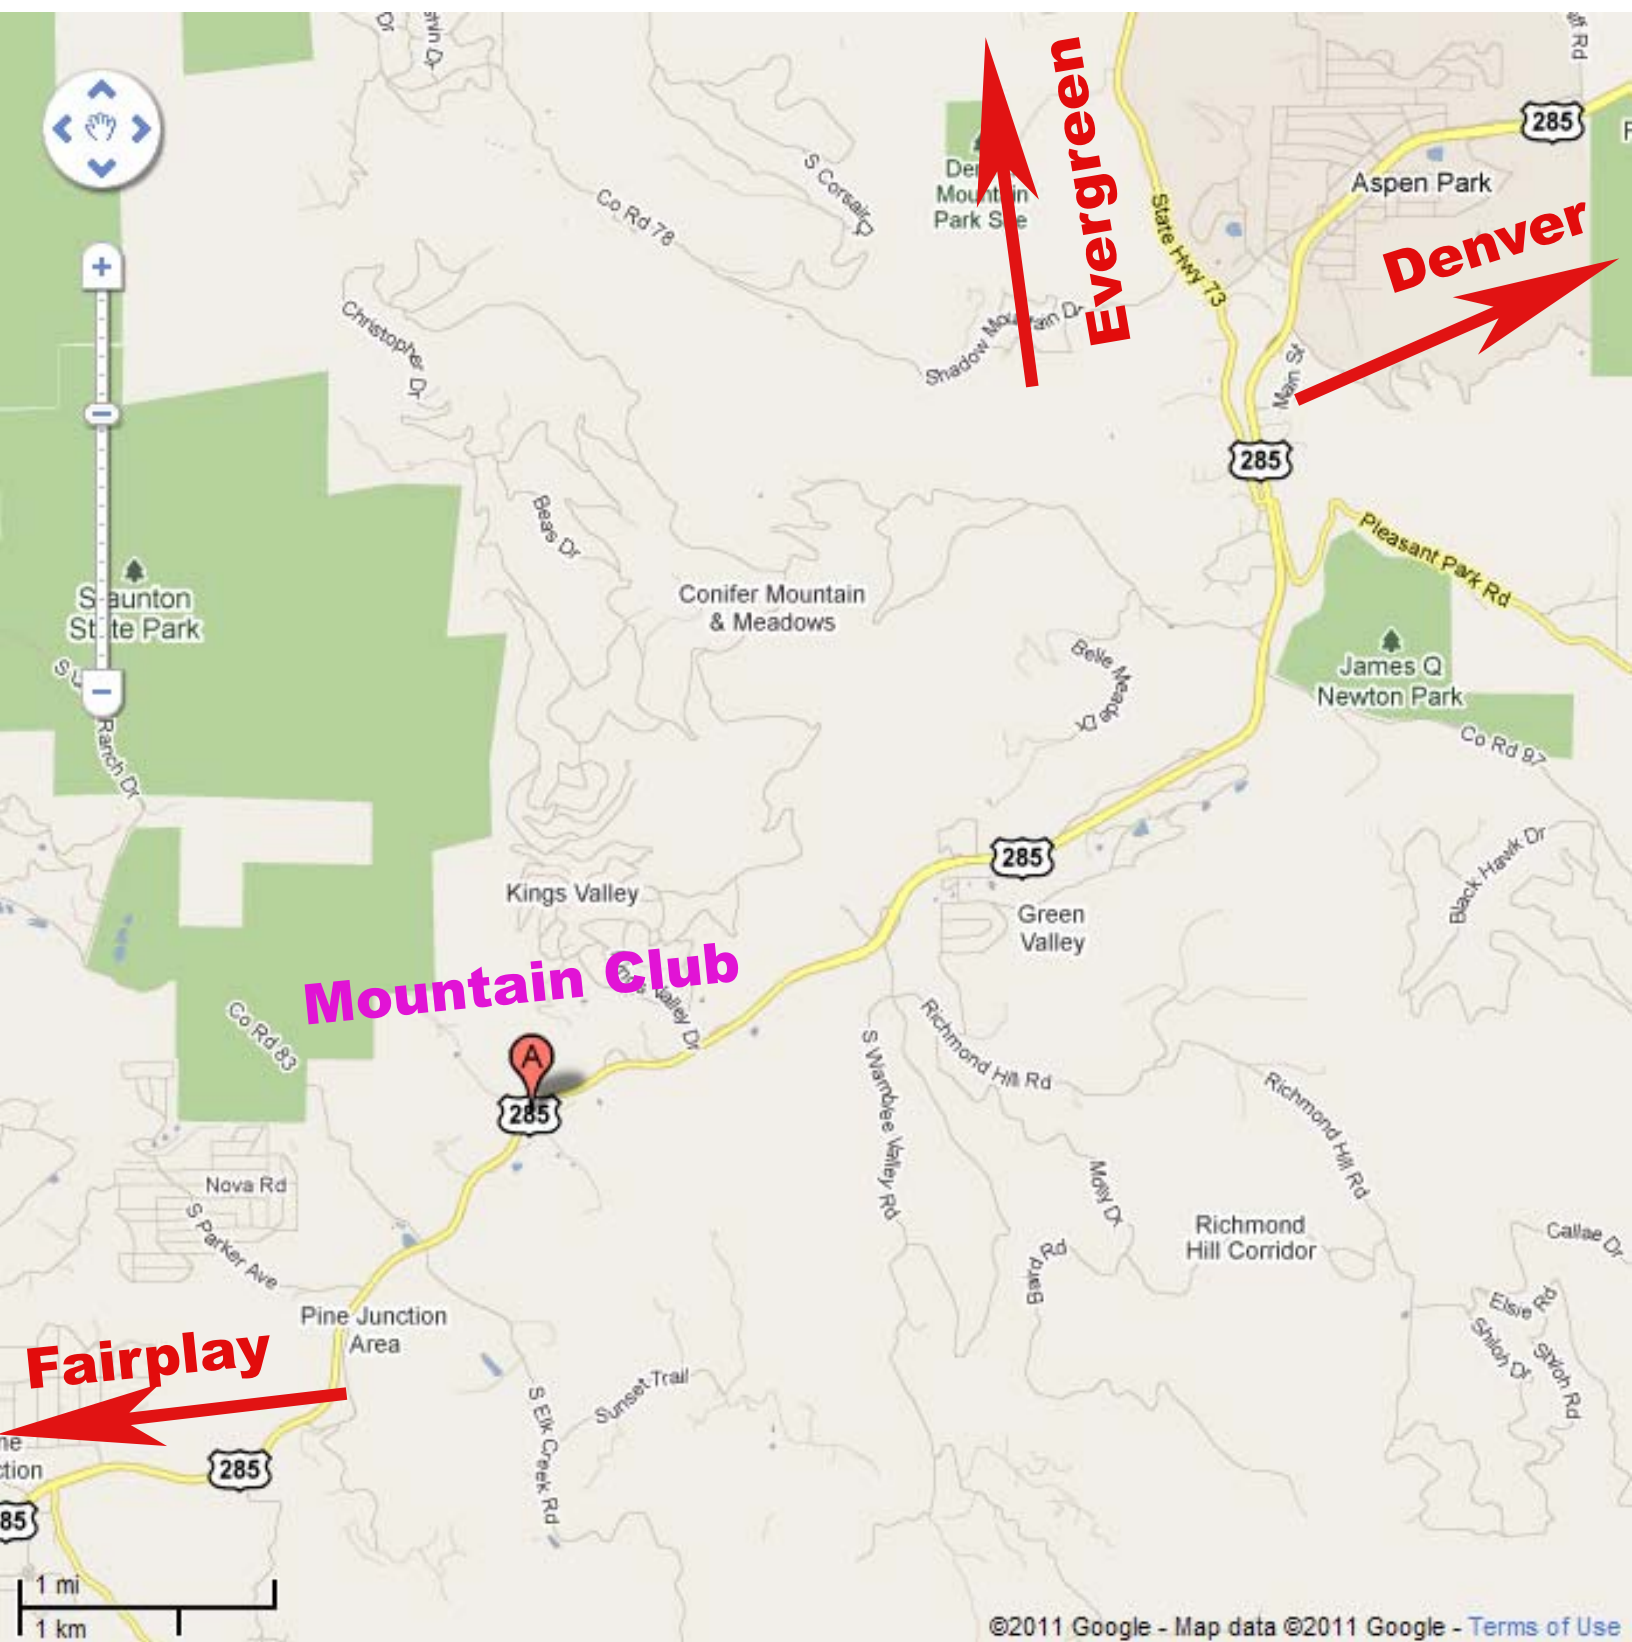 Co Rd 78
S Corsair
Evergreen
State Hwy 73
285
Aspen Park
Denver
Mountain
Park Site
Christopher Dr
Shadow Mountain Dr
Main St
285
Pleasant Park Rd
Bears Dr
Staunton
State Park
Conifer Mountain
& Meadows
Belle Meade Dr
James Q
Newton Park
Ranch Dr
Co Rd 97
285
Black Hawk Dr
Kings Valley
Green
Valley
Mountain Club
Valley Dr
Co Rd 83
A
285
Richmond Hill Rd
S Wamblee Valley Rd
Richmond Hill Rd
Nova Rd
S Parker Ave
Molly Dr
Richmond
Hill Corridor
Callae Dr
Bard Rd
Elsie Rd
Shiloh Dr
Shiloh Rd
Pine Junction
Area
Fairplay
Sunset Trail
S Elk Creek Rd
ction
285
85
1 mi
1 km
©2011 Google - Map data ©2011 Google - Terms of Use